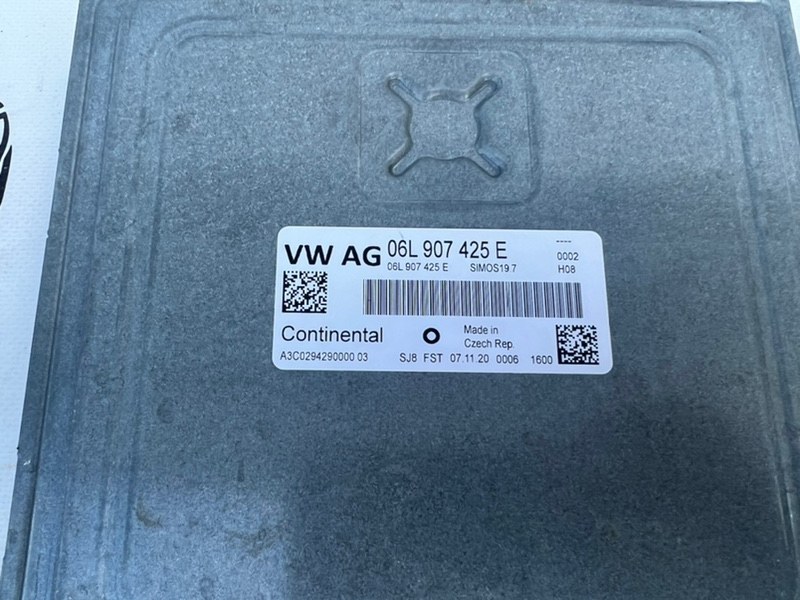 VW AG 06L 907 425 E ----
06L 907 425 E SIMOS19.7 0002
H08
Continental Made in
Czech Rep.
A3C0294290000 03 SJ8 FST 07.11.20 0006 1600